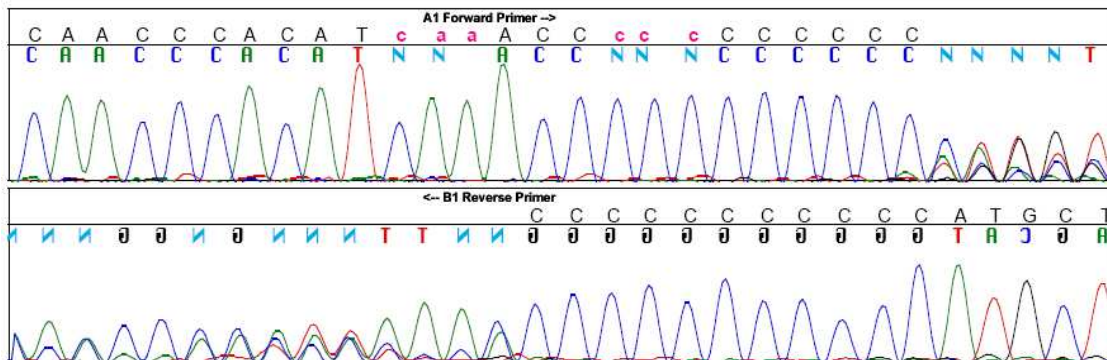 A1 Forward Primer -->
C A A C C C A C A T c a a A C C c c c C C C C C C
C A A C C C A C A T N N A C C N N N C C C C C C N N N N T
<-- B1 Reverse Primer
C C C C C C C C C C C A T G C T
N N N G G N G N N N T T N N G G G G G G G G G G G T A C G A